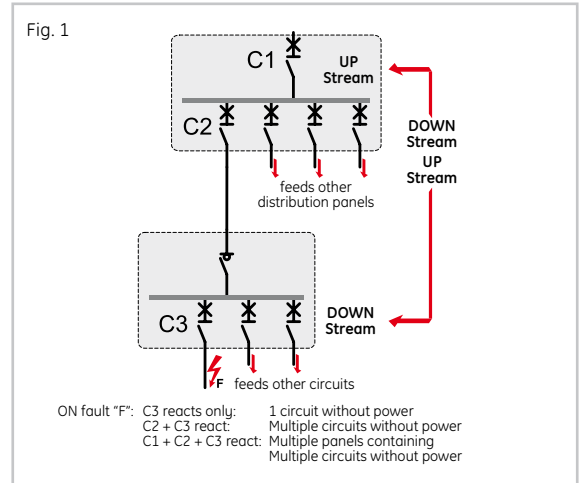 Fig. 1
C1
UP
Stream
C2
DOWN
Stream
UP
Stream
feeds other
distribution panels
C3
DOWN
Stream
F
feeds other circuits
ON fault "F": C3 reacts only: 1 circuit without power
C2 + C3 react: Multiple circuits without power
C1 + C2 + C3 react: Multiple panels containing
Multiple circuits without power